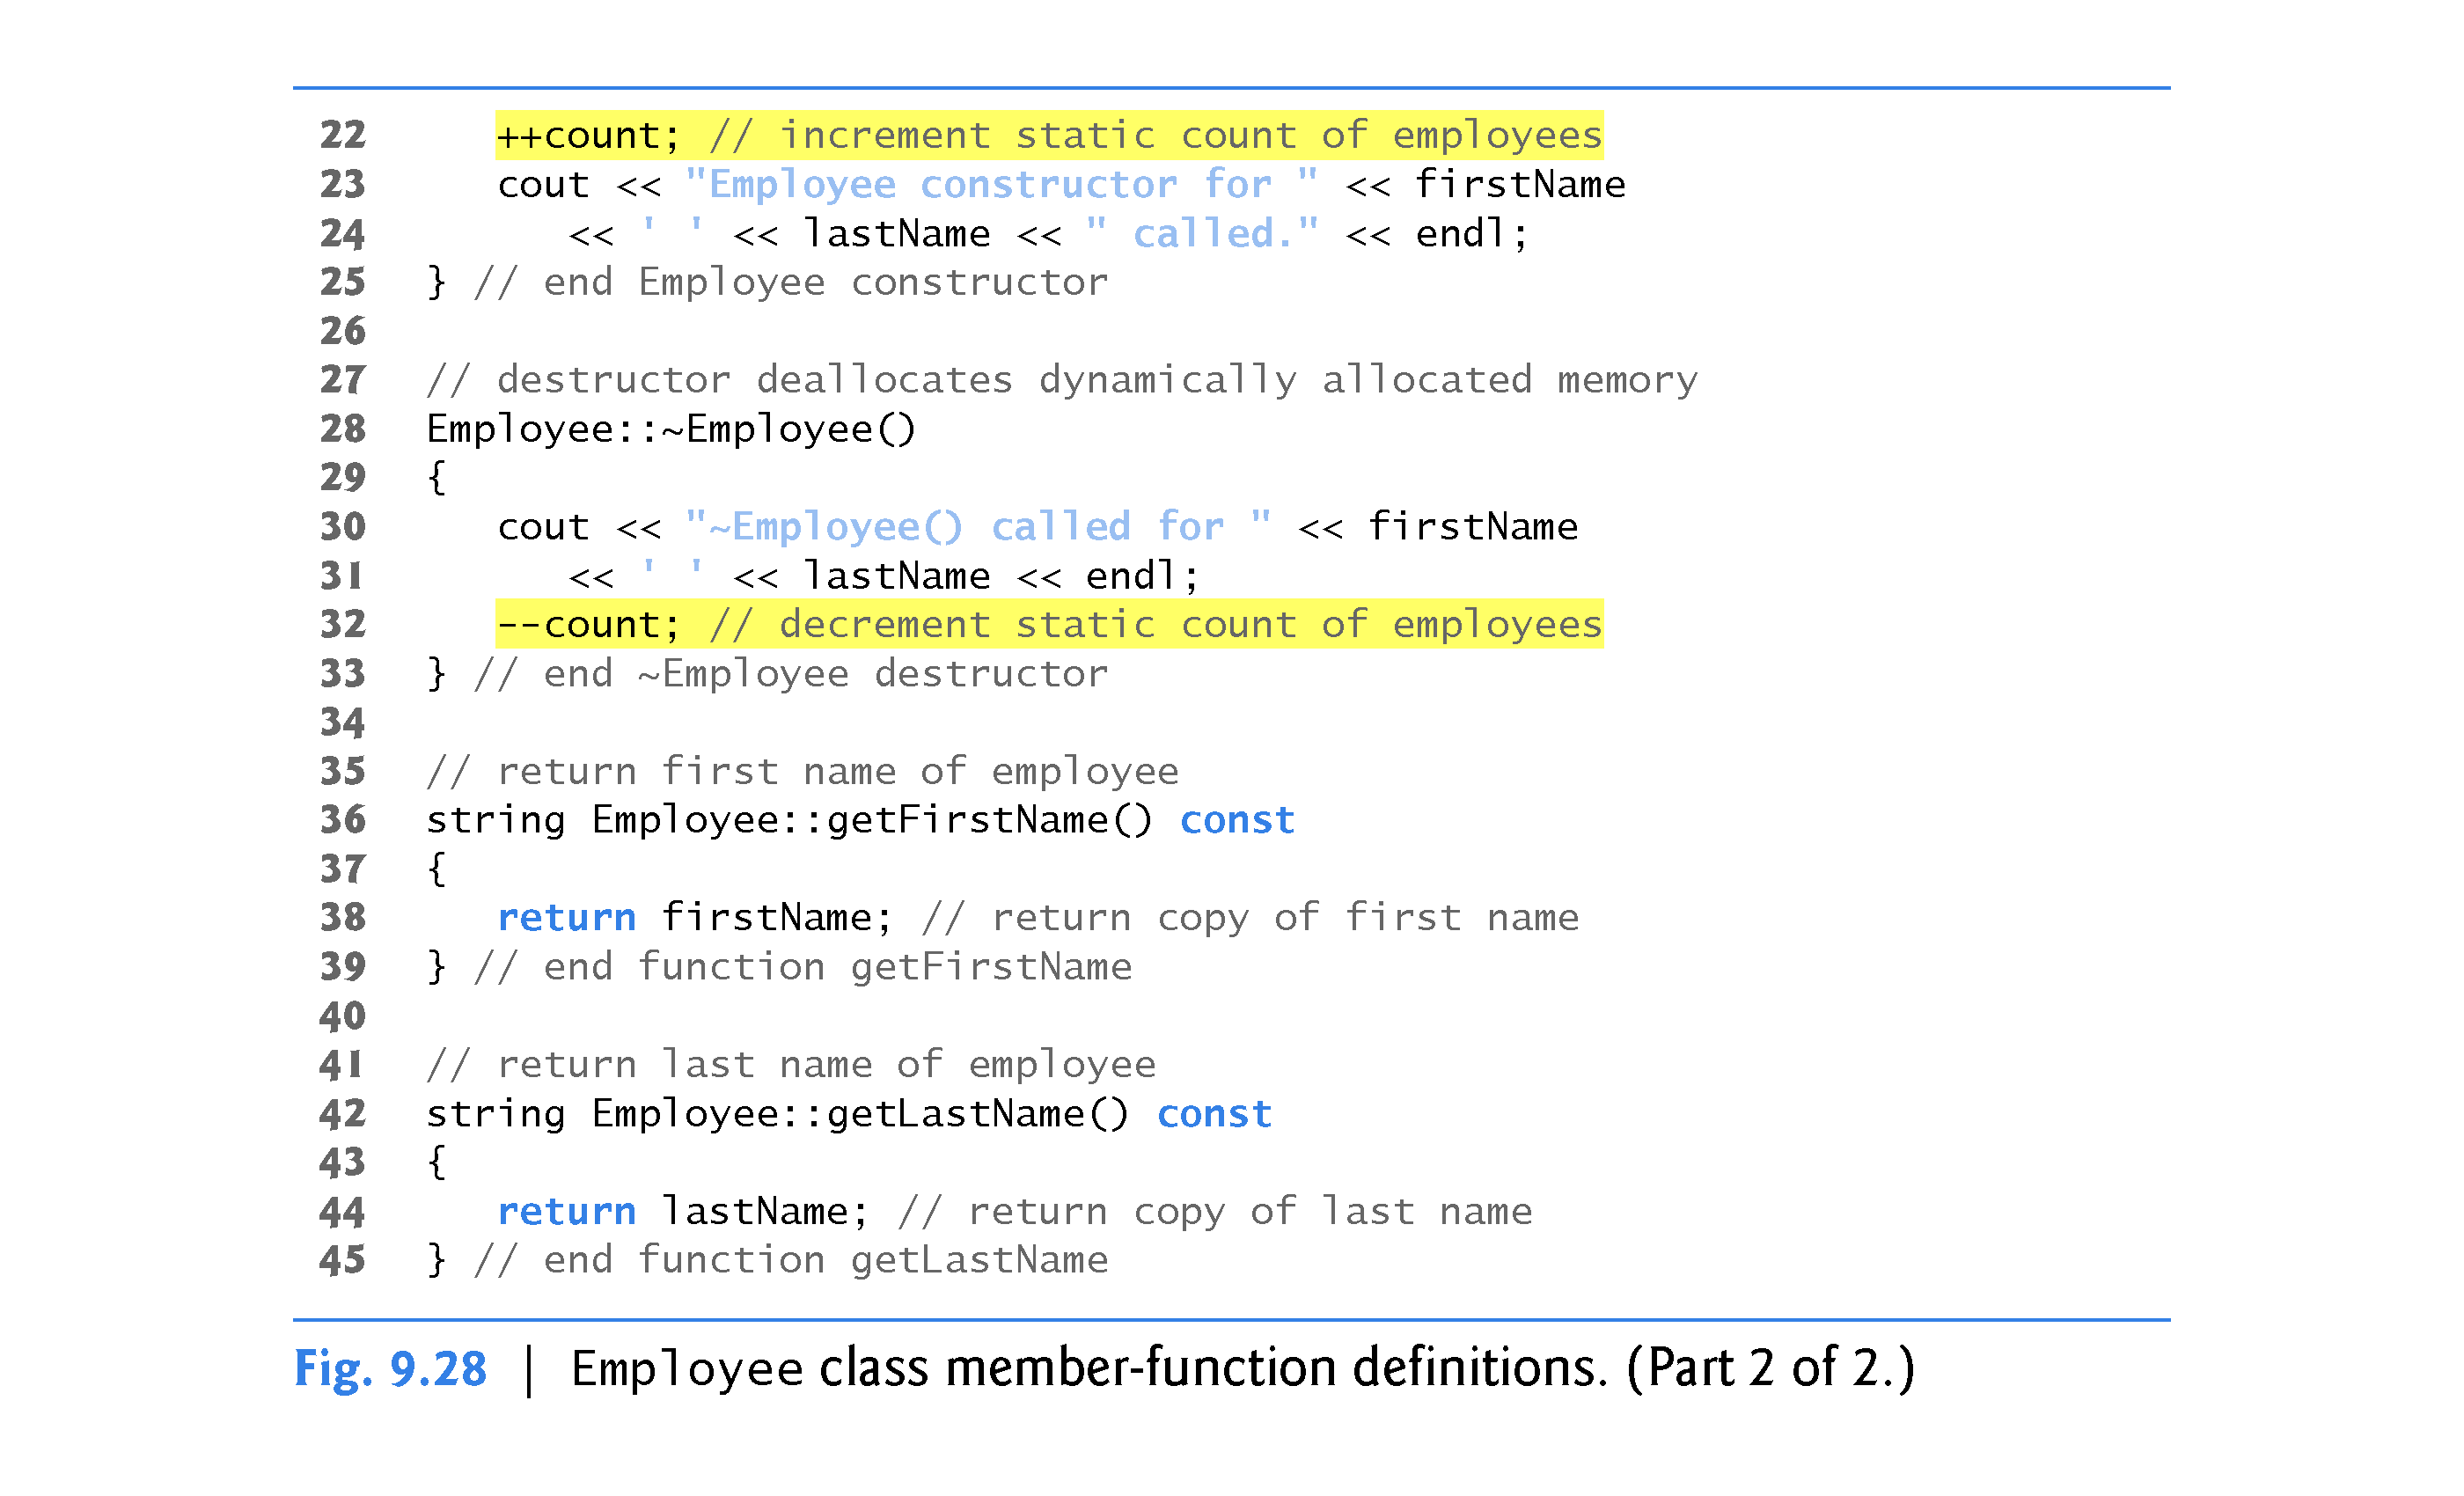 22 ++count; // increment static count of employees
23 cout << "Employee constructor for " << firstName
24 << ' ' << lastName << " called." << endl;
25 } // end Employee constructor
26
27 // destructor deallocates dynamically allocated memory
28 Employee::~Employee()
29 {
30 cout << "~Employee() called for " << firstName
31 << ' ' << lastName << endl;
32 --count; // decrement static count of employees
33 } // end ~Employee destructor
34
35 // return first name of employee
36 string Employee::getFirstName() const
37 {
38 return firstName; // return copy of first name
39 } // end function getFirstName
40
41 // return last name of employee
42 string Employee::getLastName() const
43 {
44 return lastName; // return copy of last name
45 } // end function getLastName
Fig. 9.28 | Employee class member-function definitions. (Part 2 of 2.)